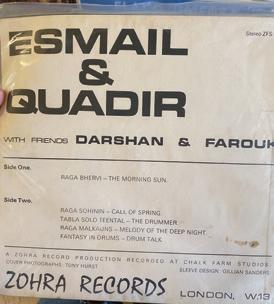 Stereo ZFS
ESMAIL
&
QUADIR
WITH FRIENDS DARSHAN & FAROUK
Side One.
RAGA BHERVI – THE MORNING SUN.
Side Two.
RAGA SOHININ – CALL OF SPRING.
TABLA SOLO TEENTAL – THE DRUMMER
RAGA MALKAUNS – MELODY OF THE DEEP NIGHT.
FANTASY IN DRUMS – DRUM TALK.
A ZOHRA RECORD PRODUCTION RECORDED AT CHALK FARM STUDIOS.
COVER PHOTOGRAPHS: TONY HURST SLEEVE DESIGN: GILLIAN SANDERS
ZOHRA RECORDS LONDON, W.13